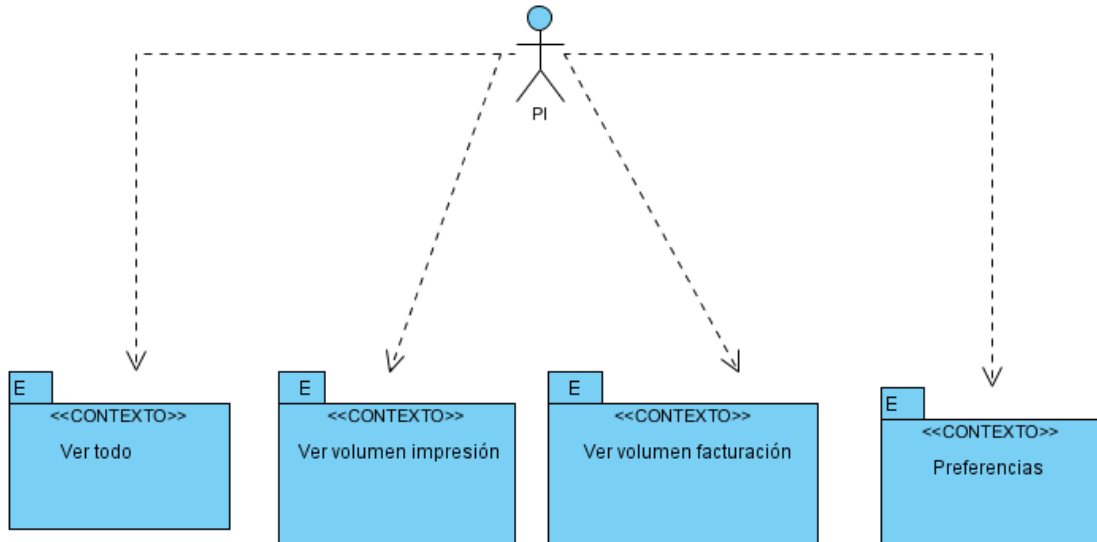 PI
E
<<CONTEXTO>>
Ver todo
E
<<CONTEXTO>>
Ver volumen impresión
E
<<CONTEXTO>>
Ver volumen facturación
E
<<CONTEXTO>>
Preferencias